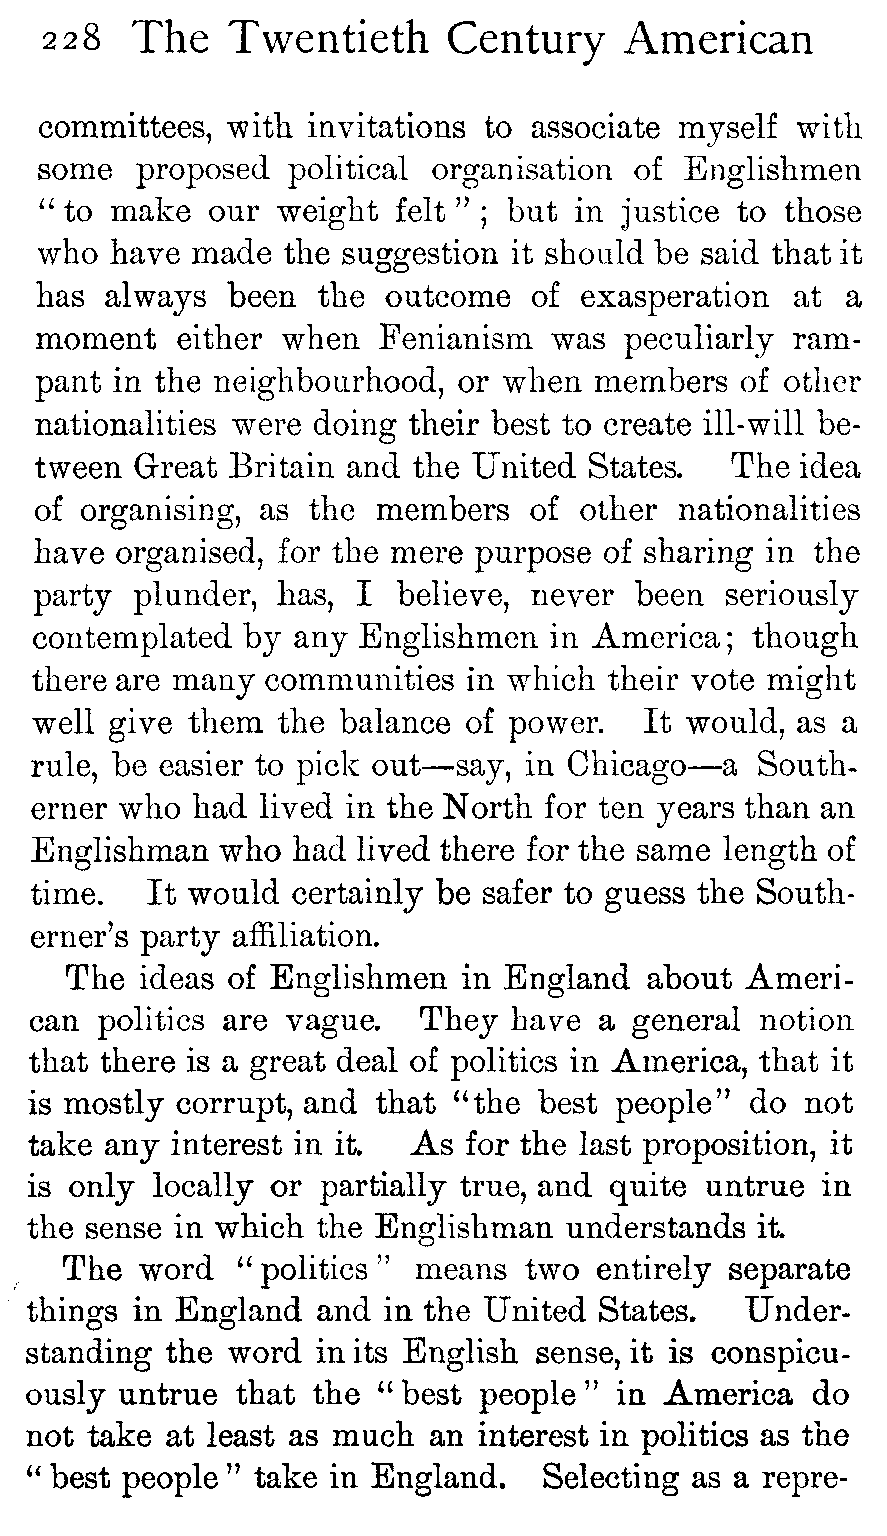 228 The Twentieth Century American
committees, with invitations to associate myself with
some proposed political organisation of Englishmen
“ to make our weight felt ” ; but in justice to those
who have made the suggestion it should be said that it
has always been the outcome of exasperation at a
moment either when Fenianism was peculiarly ram-
pant in the neighbourhood, or when members of other
nationalities were doing their best to create ill-will be-
tween Great Britain and the United States. The idea
of organising, as the members of other nationalities
have organised, for the mere purpose of sharing in the
party plunder, has, I believe, never been seriously
contemplated by any Englishmen in America; though
there are many communities in which their vote might
well give them the balance of power. It would, as a
rule, be easier to pick out—say, in Chicago—a South-
erner who had lived in the North for ten years than an
Englishman who had lived there for the same length of
time. It would certainly be safer to guess the South-
erner’s party affiliation.
The ideas of Englishmen in England about Ameri-
can politics are vague. They have a general notion
that there is a great deal of politics in America, that it
is mostly corrupt, and that “the best people” do not
take any interest in it. As for the last proposition, it
is only locally or partially true, and quite untrue in
the sense in which the Englishman understands it.
The word “ politics ” means two entirely separate
things in England and in the United States. Under-
standing the word in its English sense, it is conspicu-
ously untrue that the “ best people ” in America do
not take at least as much an interest in politics as the
“ best people ” take in England. Selecting as a repre-